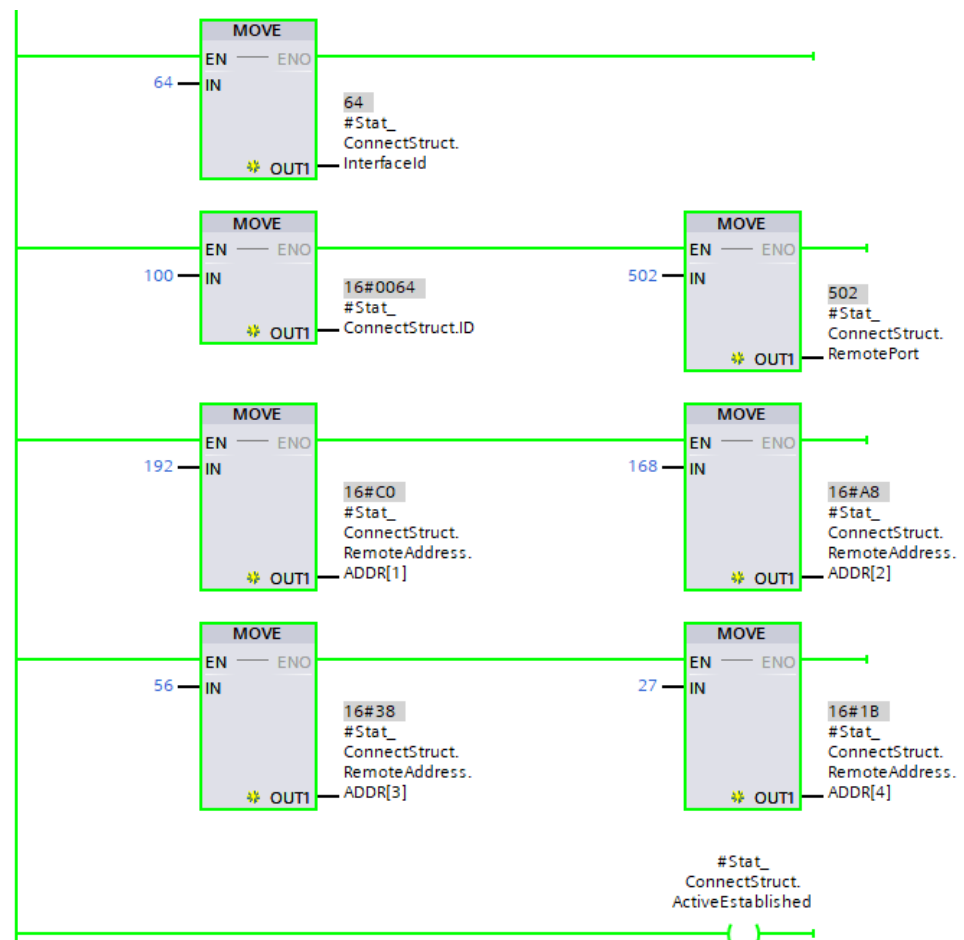 MOVE
EN ENO
64 IN
64
#Stat_
ConnectStruct.
OUT1 InterfaceId
MOVE MOVE
EN ENO EN ENO
100 IN 502 IN
16#0064
#Stat_
OUT1 ConnectStruct.ID
502
#Stat_
ConnectStruct.
OUT1 RemotePort
MOVE MOVE
EN ENO EN ENO
192 IN 168 IN
16#C0 16#A8
#Stat_ #Stat_
ConnectStruct. ConnectStruct.
RemoteAddress. RemoteAddress.
OUT1 ADDR[1] OUT1 ADDR[2]
MOVE MOVE
EN ENO EN ENO
56 IN 27 IN
16#38 16#1B
#Stat_ #Stat_
ConnectStruct. ConnectStruct.
RemoteAddress. RemoteAddress.
OUT1 ADDR[3] OUT1 ADDR[4]
#Stat_
ConnectStruct.
ActiveEstablished